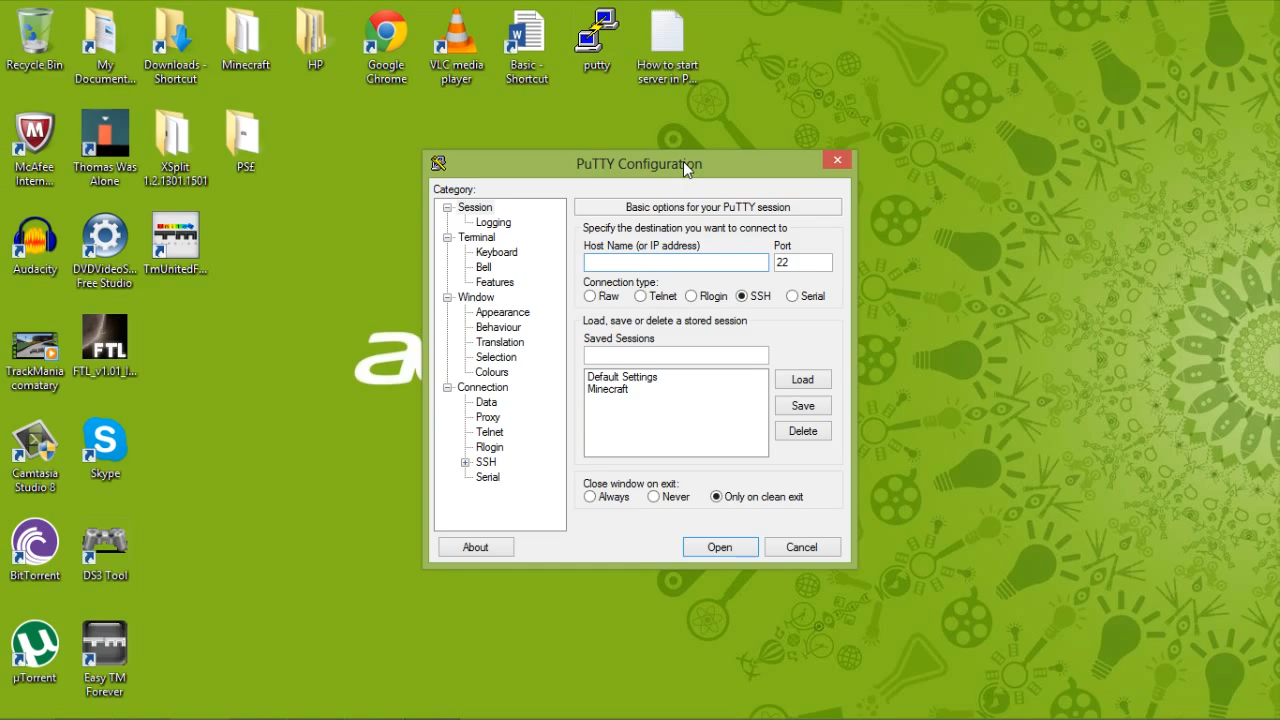 Recycle Bin
My
Document...
Downloads -
Shortcut
Minecraft
HP
Google
Chrome
VLC media
player
Basic -
Shortcut
putty
How to start
server in P...
McAfee
Intern...
Thomas Was
Alone
XSplit
1.2.1301.1501
PS£
Audacity
DVDVideoS...
Free Studio
TmUnitedF...
TrackMania
comatary
FTL
FTL_v1.01_I...
Camtasia
Studio 8
Skype
BitTorrent
DS3 Tool
µTorrent
Easy TM
Forever
PuTTY Configuration
Category:
Session
Logging
Terminal
Keyboard
Bell
Features
Window
Appearance
Behaviour
Translation
Selection
Colours
Connection
Data
Proxy
Telnet
Rlogin
SSH
Serial
Basic options for your PuTTY session
Specify the destination you want to connect to
Host Name (or IP address)
Port
22
Connection type:
Raw
Telnet
Rlogin
SSH
Serial
Load, save or delete a stored session
Saved Sessions
Default Settings
Minecraft
Load
Save
Delete
Close window on exit:
Always
Never
Only on clean exit
About
Open
Cancel